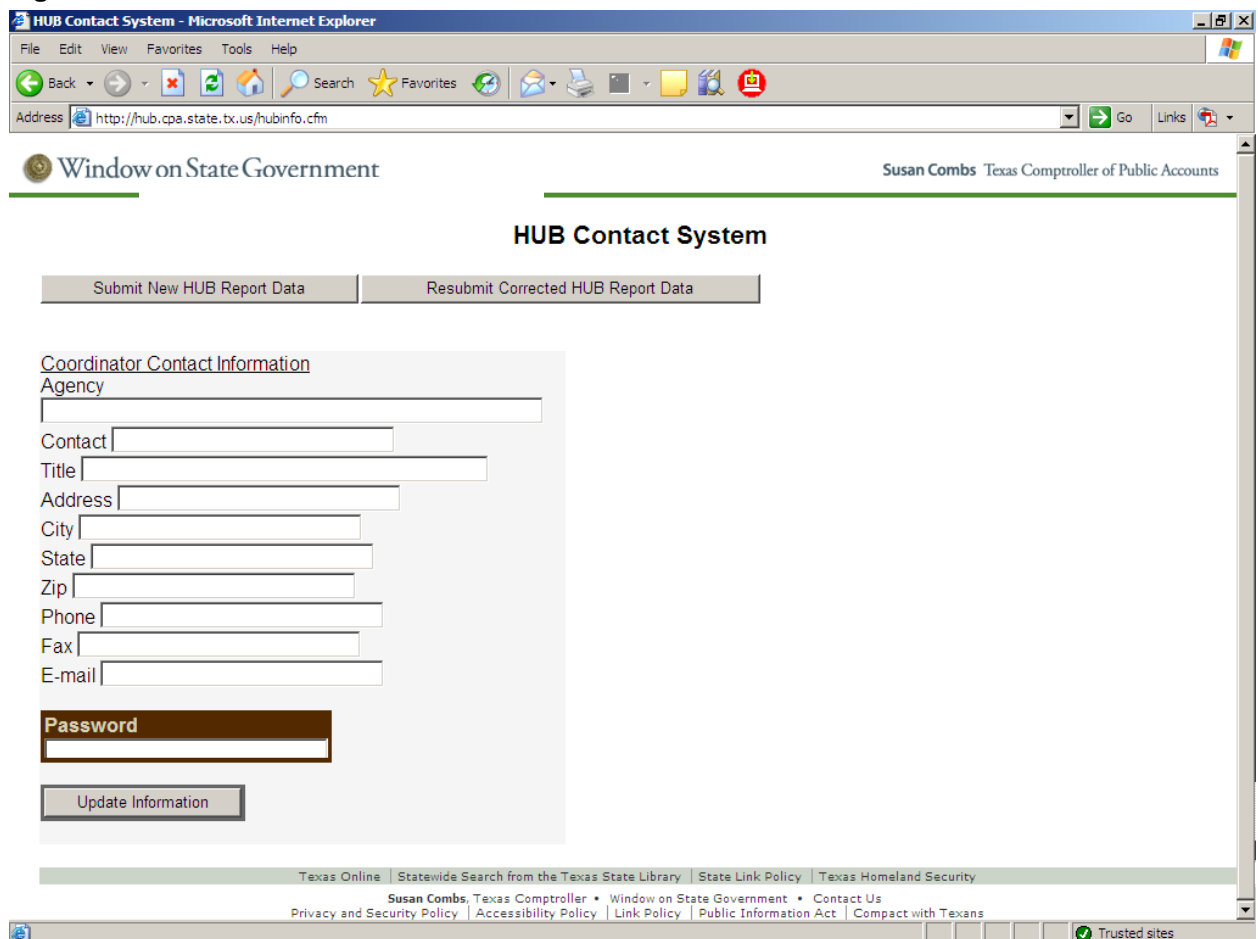 HUB Contact System - Microsoft Internet Explorer
File Edit View Favorites Tools Help
Back Search Favorites
Address http://hub.cpa.state.tx.us/hubinfo.cfm Go Links
Window on State Government Susan Combs Texas Comptroller of Public Accounts
HUB Contact System
Submit New HUB Report Data Resubmit Corrected HUB Report Data
Coordinator Contact Information
Agency
Contact
Title
Address
City
State
Zip
Phone
Fax
E-mail
Password
Update Information
Texas Online | Statewide Search from the Texas State Library | State Link Policy | Texas Homeland Security
Susan Combs, Texas Comptroller • Window on State Government • Contact Us
Privacy and Security Policy | Accessibility Policy | Link Policy | Public Information Act | Compact with Texans
Trusted sites